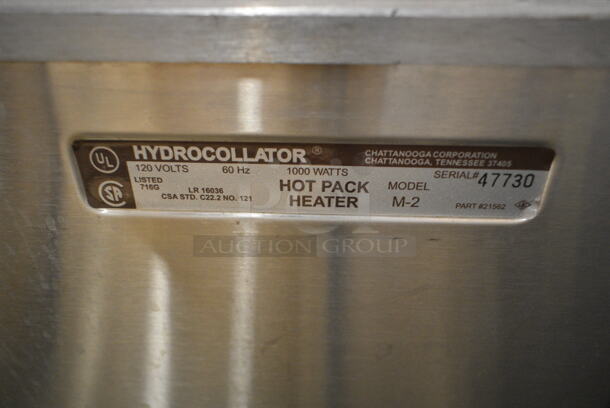 UL HYDROCOLLATOR® CHATTANOOGA CORPORATION
CHATTANOOGA, TENNESSEE 37405
120 VOLTS 60 Hz 1000 WATTS SERIAL# 47730
LISTED
716G
LR 16036
SA HOT PACK MODEL
CSA STD. C22.2 NO. 121 HEATER M-2 PART #21562
AUCTION GROUP